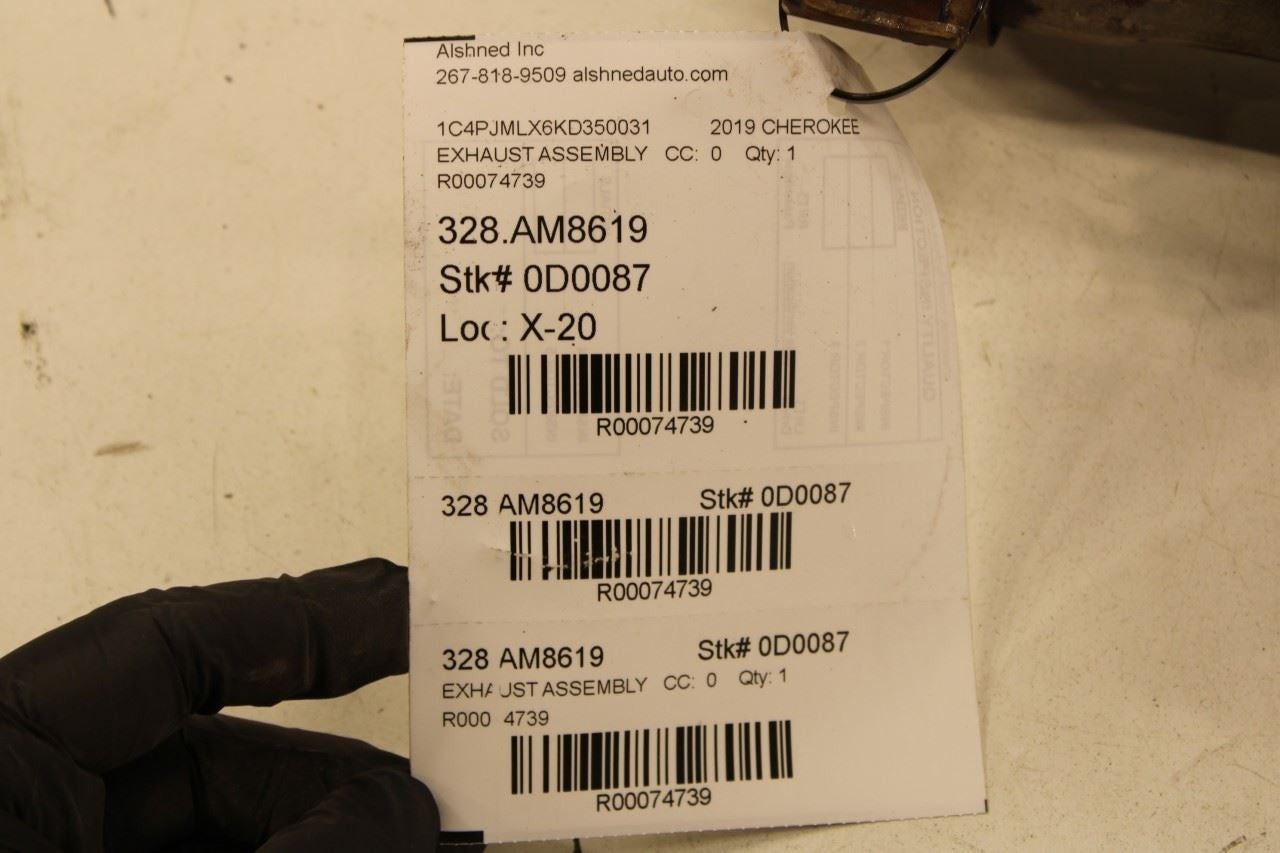 Alshned Inc
267-818-9509 alshnedauto.com
1C4PJMLX6KD350031 2019 CHEROKEE
EXHAUST ASSEMBLY CC: 0 Qty: 1
R00074739
328.AM8619
Stk# 0D0087
Loc: X-20
R00074739
328 AM8619 Stk# 0D0087
R00074739
328 AM8619 Stk# 0D0087
EXHAUST ASSEMBLY CC: 0 Qty: 1
R000 4739
R00074739